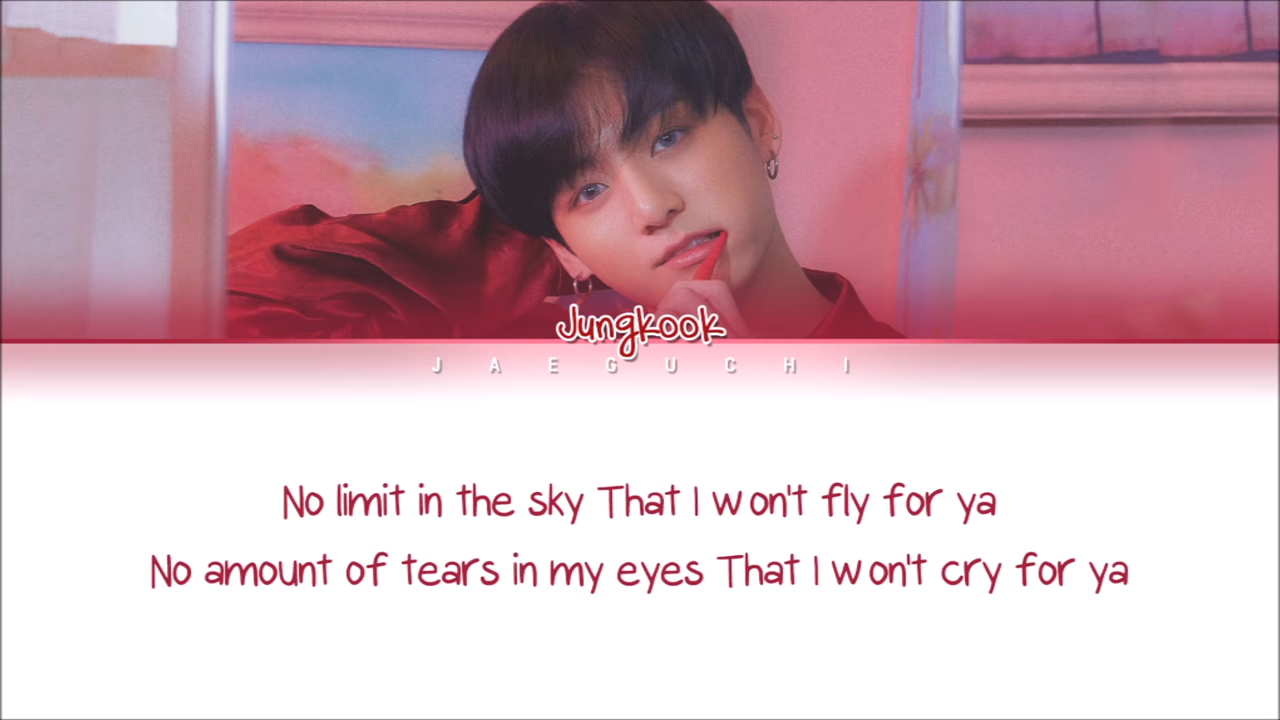 Jungkook
JAEGUCHI
No limit in the sky That I won't fly for ya
No amount of tears in my eyes That I won't cry for ya